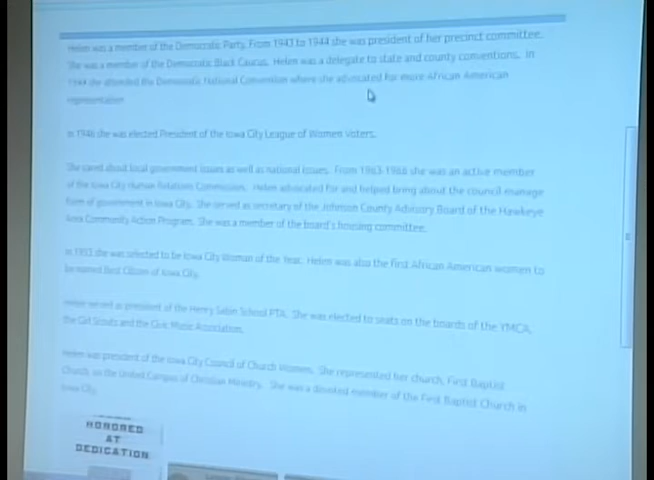 Helen was a member of the Democratic Party. From 1943 to 1944 she was president of her precinct committee.
She was a member of the Democratic Black Caucus. Helen was a delegate to state and county conventions. In
1944 she attended the Democratic National Convention where she advocated for more African American
representation
In 1946 she was elected President of the Iowa City League of Women Voters.
She cared about local government issues as well as national issues. From 1963-1966 she was an active member
of the Iowa City Human Relations Commission. Helen advocated for and helped bring about the council manage
form of government in Iowa City. She served as secretary of the Johnson County Advisory Board of the Hawkeye
Area Community Action Program. She was a member of the board's housing committee.
In 1953 she was selected to be Iowa City Woman of the Year. Helen was also the first African American women to
be named Best Citizen of Iowa City.
Helen served as president of the Henry Sabin School PTA. She was elected to seats on the boards of the YMCA,
the Girl Scouts and the Civic Music Association.
Helen was president of the Iowa City Council of Church Women. She represented her church, First Baptist
Church, on the United Campus of Christian Ministry. She was a devoted member of the First Baptist Church in
Iowa City.
HONORED
AT
DEDICATION